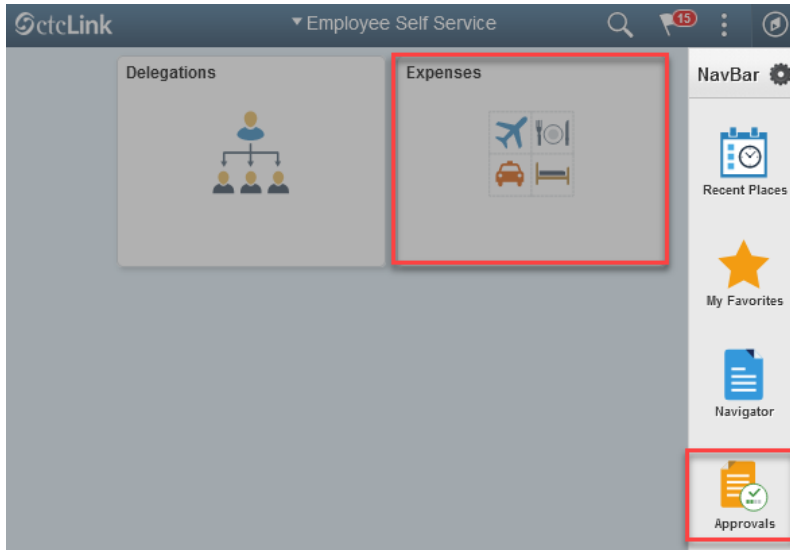 ctcLink
Employee Self Service
15
Delegations
Expenses
NavBar
Recent Places
My Favorites
Navigator
Approvals